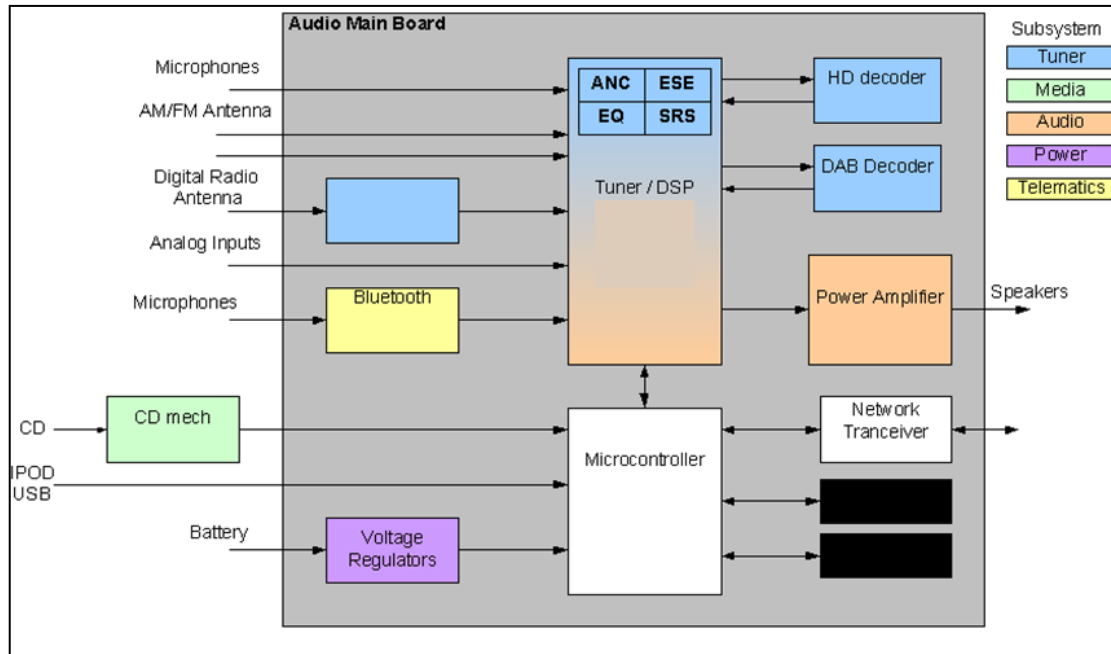 Audio Main Board
Subsystem
Tuner
Media
Audio
Power
Telematics
Microphones
AM/FM Antenna
Digital Radio
Antenna
Analog Inputs
Microphones
Bluetooth
ANC
ESE
EQ
SRS
Tuner / DSP
HD decoder
DAB Decoder
Power Amplifier
Speakers
CD
CD mech
IPOD
USB
Battery
Voltage
Regulators
Microcontroller
Network
Tranceiver